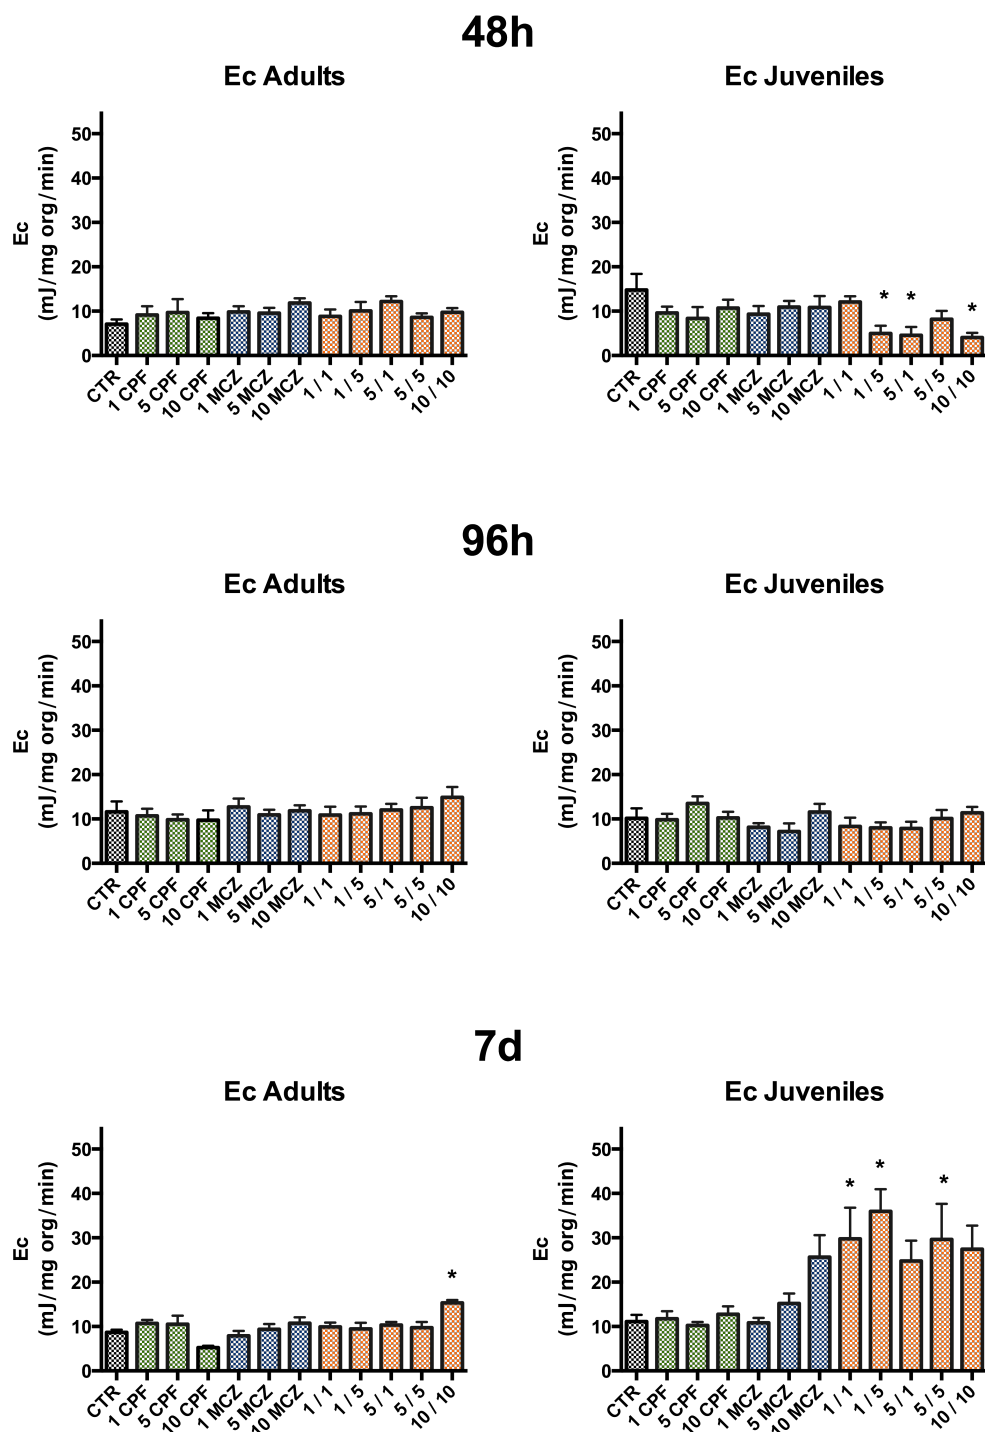 48h
Ec Adults
Ec
(mJ/mg org/min)
50
40
30
20
10
0
CTR
1 CPF
5 CPF
10 CPF
1 MCZ
5 MCZ
10 MCZ
1 / 1
1 / 5
5 / 1
5 / 5
10 / 10
Ec Juveniles
Ec
(mJ/mg org/min)
50
40
30
20
10
0
* * *
CTR
1 CPF
5 CPF
10 CPF
1 MCZ
5 MCZ
10 MCZ
1 / 1
1 / 5
5 / 1
5 / 5
10 / 10
96h
Ec Adults
Ec
(mJ/mg org/min)
50
40
30
20
10
0
CTR
1 CPF
5 CPF
10 CPF
1 MCZ
5 MCZ
10 MCZ
1 / 1
1 / 5
5 / 1
5 / 5
10 / 10
Ec Juveniles
Ec
(mJ/mg org/min)
50
40
30
20
10
0
CTR
1 CPF
5 CPF
10 CPF
1 MCZ
5 MCZ
10 MCZ
1 / 1
1 / 5
5 / 1
5 / 5
10 / 10
7d
Ec Adults
Ec
(mJ/mg org/min)
50
40
30
20
10
0
*
CTR
1 CPF
5 CPF
10 CPF
1 MCZ
5 MCZ
10 MCZ
1 / 1
1 / 5
5 / 1
5 / 5
10 / 10
Ec Juveniles
Ec
(mJ/mg org/min)
50
40
30
20
10
0
* * *
CTR
1 CPF
5 CPF
10 CPF
1 MCZ
5 MCZ
10 MCZ
1 / 1
1 / 5
5 / 1
5 / 5
10 / 10